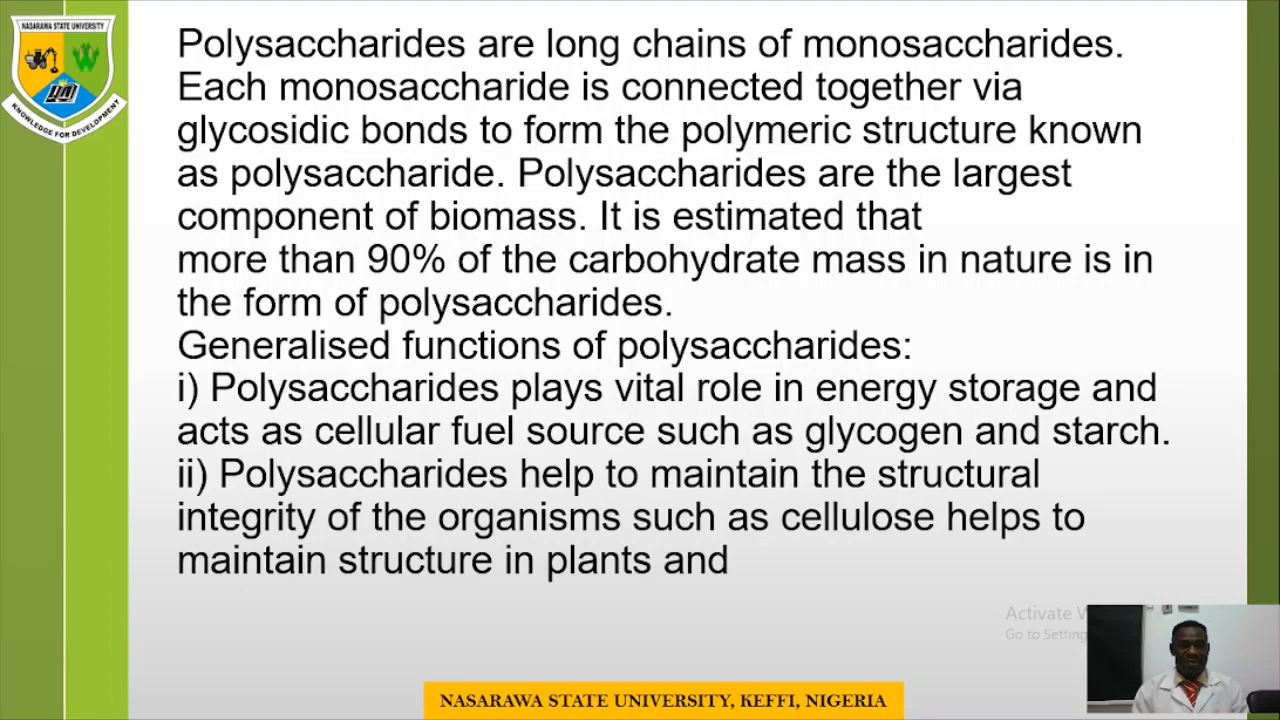 NASARAWA STATE UNIVERSITY
KNOWLEDGE FOR DEVELOPMENT
Polysaccharides are long chains of monosaccharides.
Each monosaccharide is connected together via
glycosidic bonds to form the polymeric structure known
as polysaccharide. Polysaccharides are the largest
component of biomass. It is estimated that
more than 90% of the carbohydrate mass in nature is in
the form of polysaccharides.
Generalised functions of polysaccharides:
i) Polysaccharides plays vital role in energy storage and
acts as cellular fuel source such as glycogen and starch.
ii) Polysaccharides help to maintain the structural
integrity of the organisms such as cellulose helps to
maintain structure in plants and
Activate
Go to Setting
NASARAWA STATE UNIVERSITY, KEFFI, NIGERIA